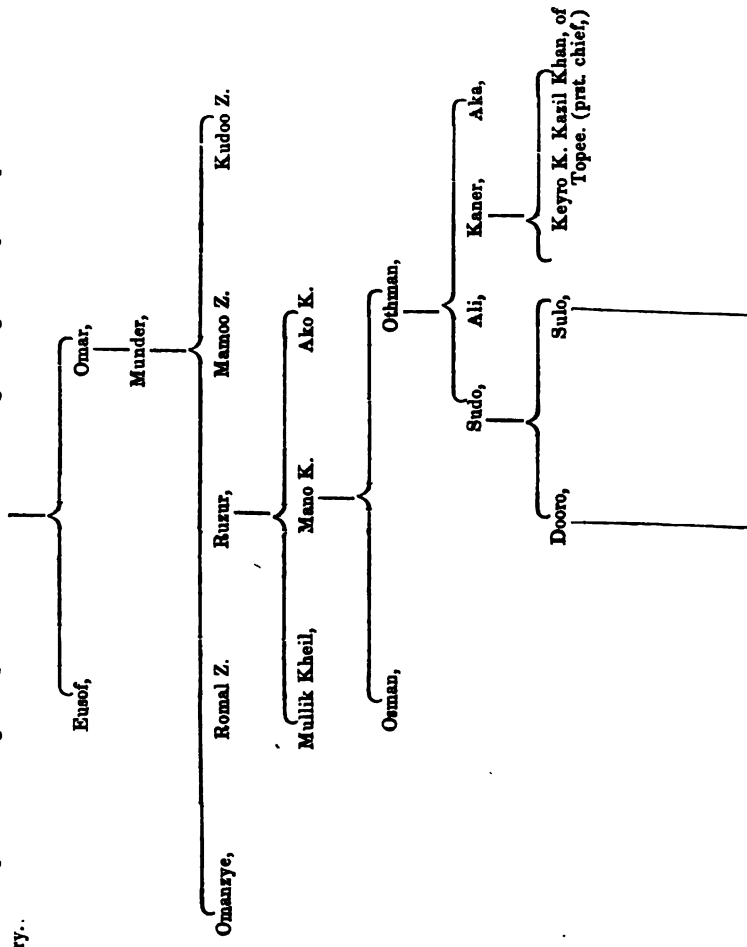 ry..
Eusof, Omar,
Munder,
Omanzye, Romal Z. Ruzur, Mamoo Z. Kudoo Z.
Mullik Kheil, Mano K. Ako K.
Osman, Othman,
Sudo, Ali, Kaner, Aka,
Dooro, Sulo, Keyro K. Kazil Khan, of
Topee. (prst. chief,)